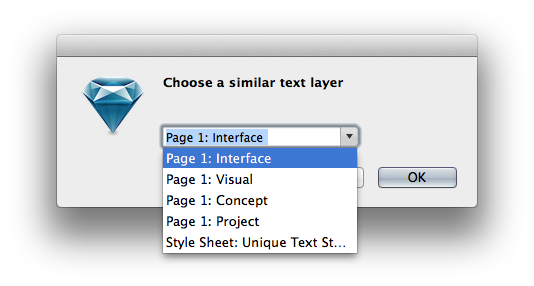 Choose a similar text layer
Page 1: Interface
Page 1: Interface
Page 1: Visual
Page 1: Concept
Page 1: Project
Style Sheet: Unique Text St...
OK